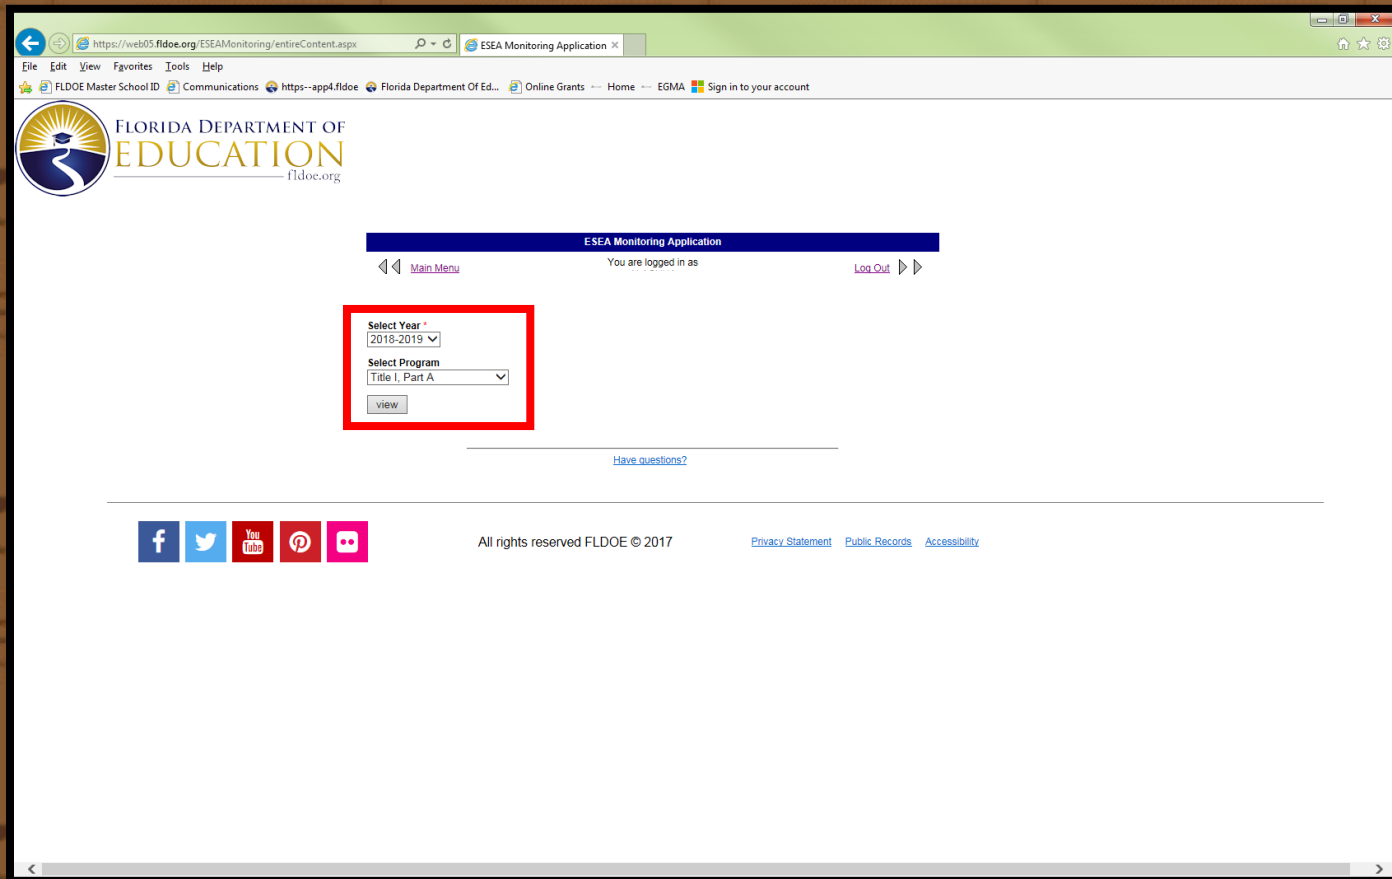 https://web05.fldoe.org/ESEAMonitoring/entireContent.aspx
ESEA Monitoring Application
File Edit View Favorites Tools Help
FLDOE Master School ID Communications https--app4.fldoe Florida Department Of Ed... Online Grants Home EGMA Sign in to your account
FLORIDA DEPARTMENT OF
EDUCATION
fldoe.org
ESEA Monitoring Application
Main Menu You are logged in as Log Out
Select Year *
2018-2019
Select Program
Title I, Part A
view
Have questions?
f You Tube All rights reserved FLDOE © 2017 Privacy Statement Public Records Accessibility